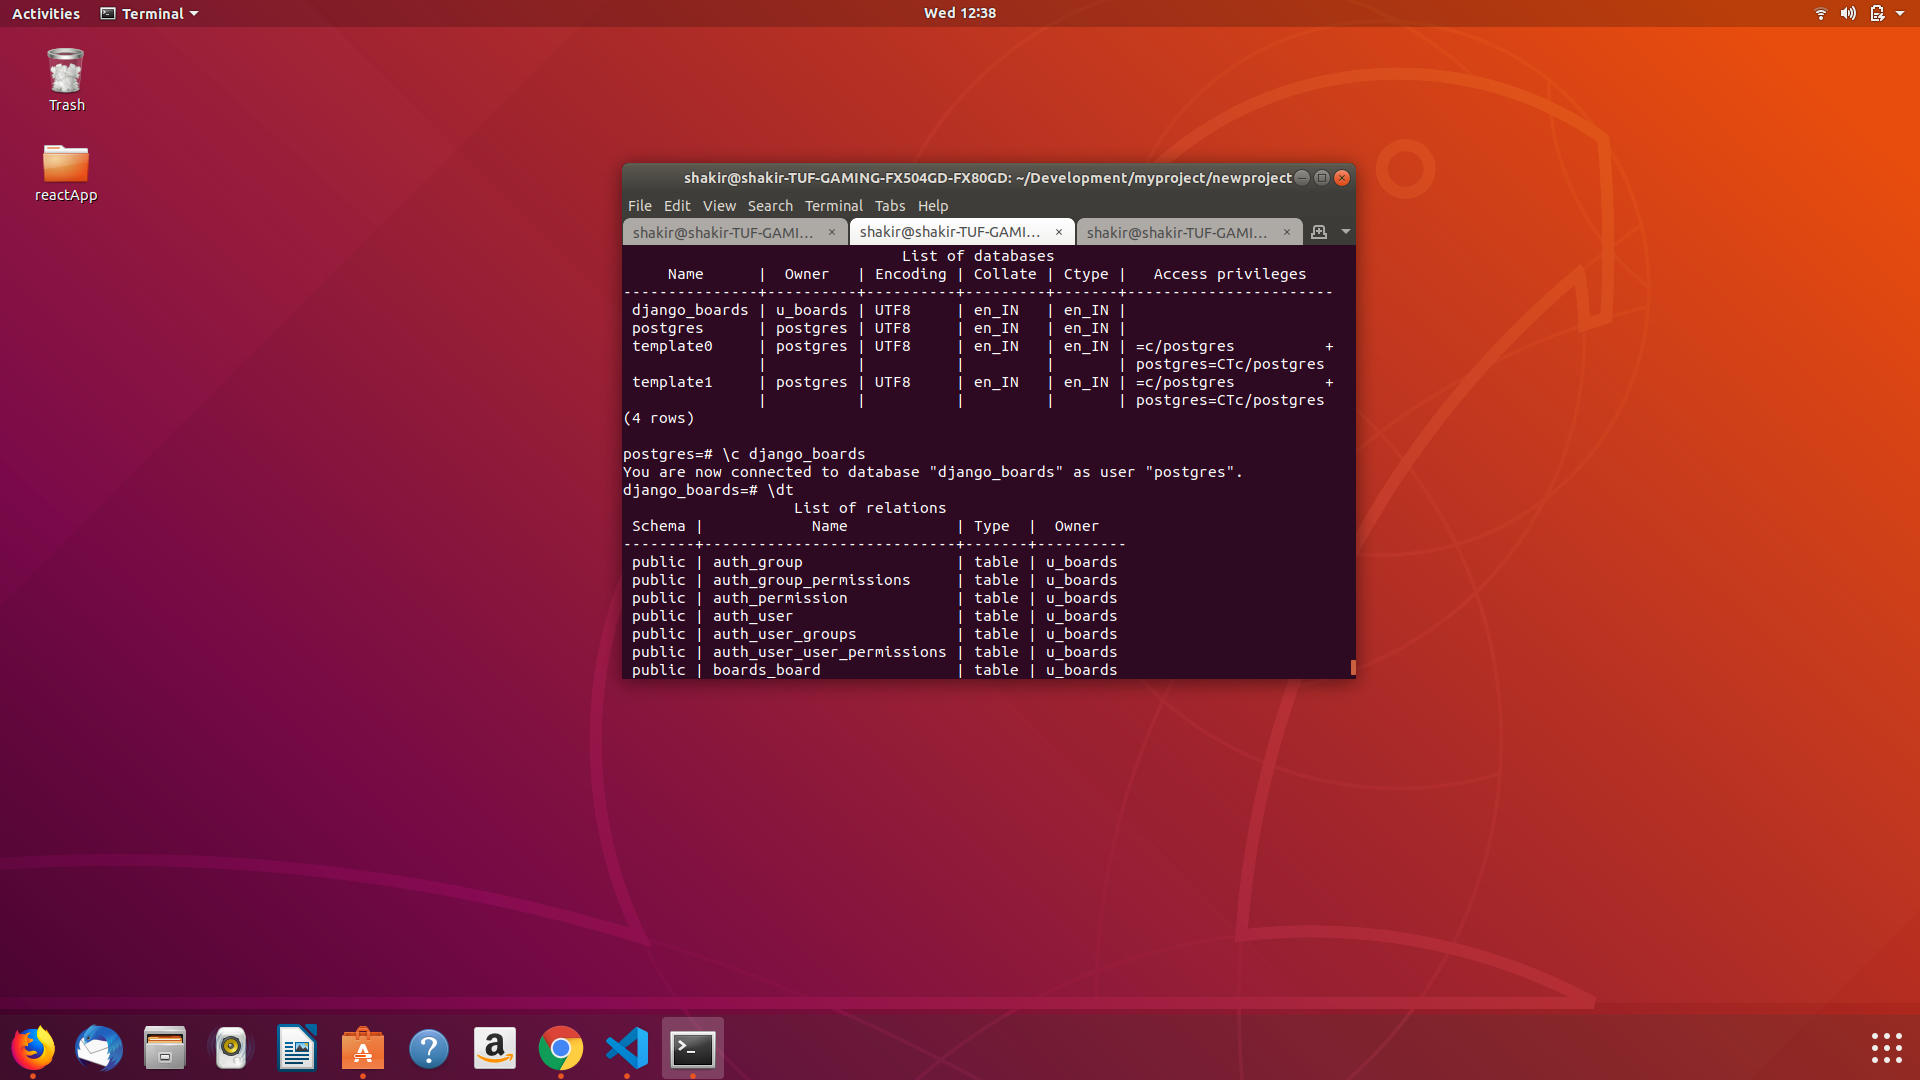 Activities Terminal Wed 12:38
Trash
reactApp
shakir@shakir-TUF-GAMING-FX504GD-FX80GD: ~/Development/myproject/newproject
File Edit View Search Terminal Tabs Help
shakir@shakir-TUF-GAMI... × shakir@shakir-TUF-GAMI... × shakir@shakir-TUF-GAMI... ×
                               List of databases
     Name      |  Owner   | Encoding | Collate | Ctype |   Access privileges
---------------+----------+----------+---------+-------+-----------------------
 django_boards | u_boards | UTF8     | en_IN   | en_IN |
 postgres      | postgres | UTF8     | en_IN   | en_IN |
 template0     | postgres | UTF8     | en_IN   | en_IN | =c/postgres          +
               |          |          |         |       | postgres=CTc/postgres
 template1     | postgres | UTF8     | en_IN   | en_IN | =c/postgres          +
               |          |          |         |       | postgres=CTc/postgres
(4 rows)
postgres=# \c django_boards
You are now connected to database "django_boards" as user "postgres".
django_boards=# \dt
                   List of relations
 Schema |            Name            | Type  |  Owner
--------+----------------------------+-------+----------
 public | auth_group                 | table | u_boards
 public | auth_group_permissions     | table | u_boards
 public | auth_permission            | table | u_boards
 public | auth_user                  | table | u_boards
 public | auth_user_groups           | table | u_boards
 public | auth_user_user_permissions | table | u_boards
 public | boards_board               | table | u_boards